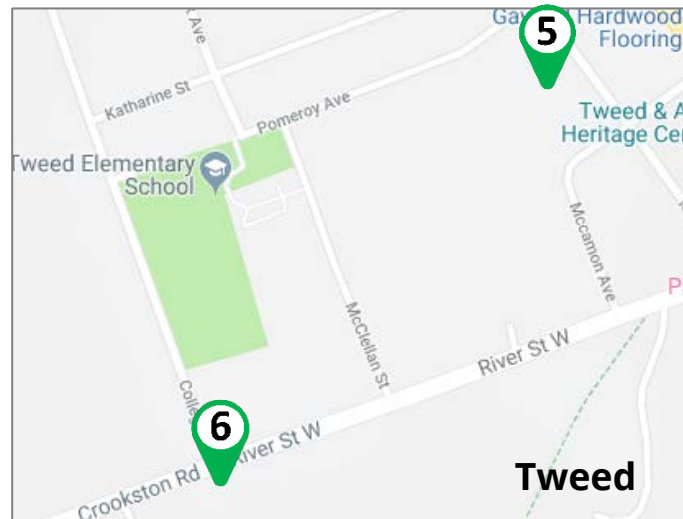 Gay
Hardwood
Flooring
5
k Ave
Katharine St
Pomeroy Ave
Tweed & A
Heritage Cen
Tweed Elementary
School
Mccamon Ave
P
McClellan St
River St W
Colleg
6
Crookston Rd
River St W
Tweed